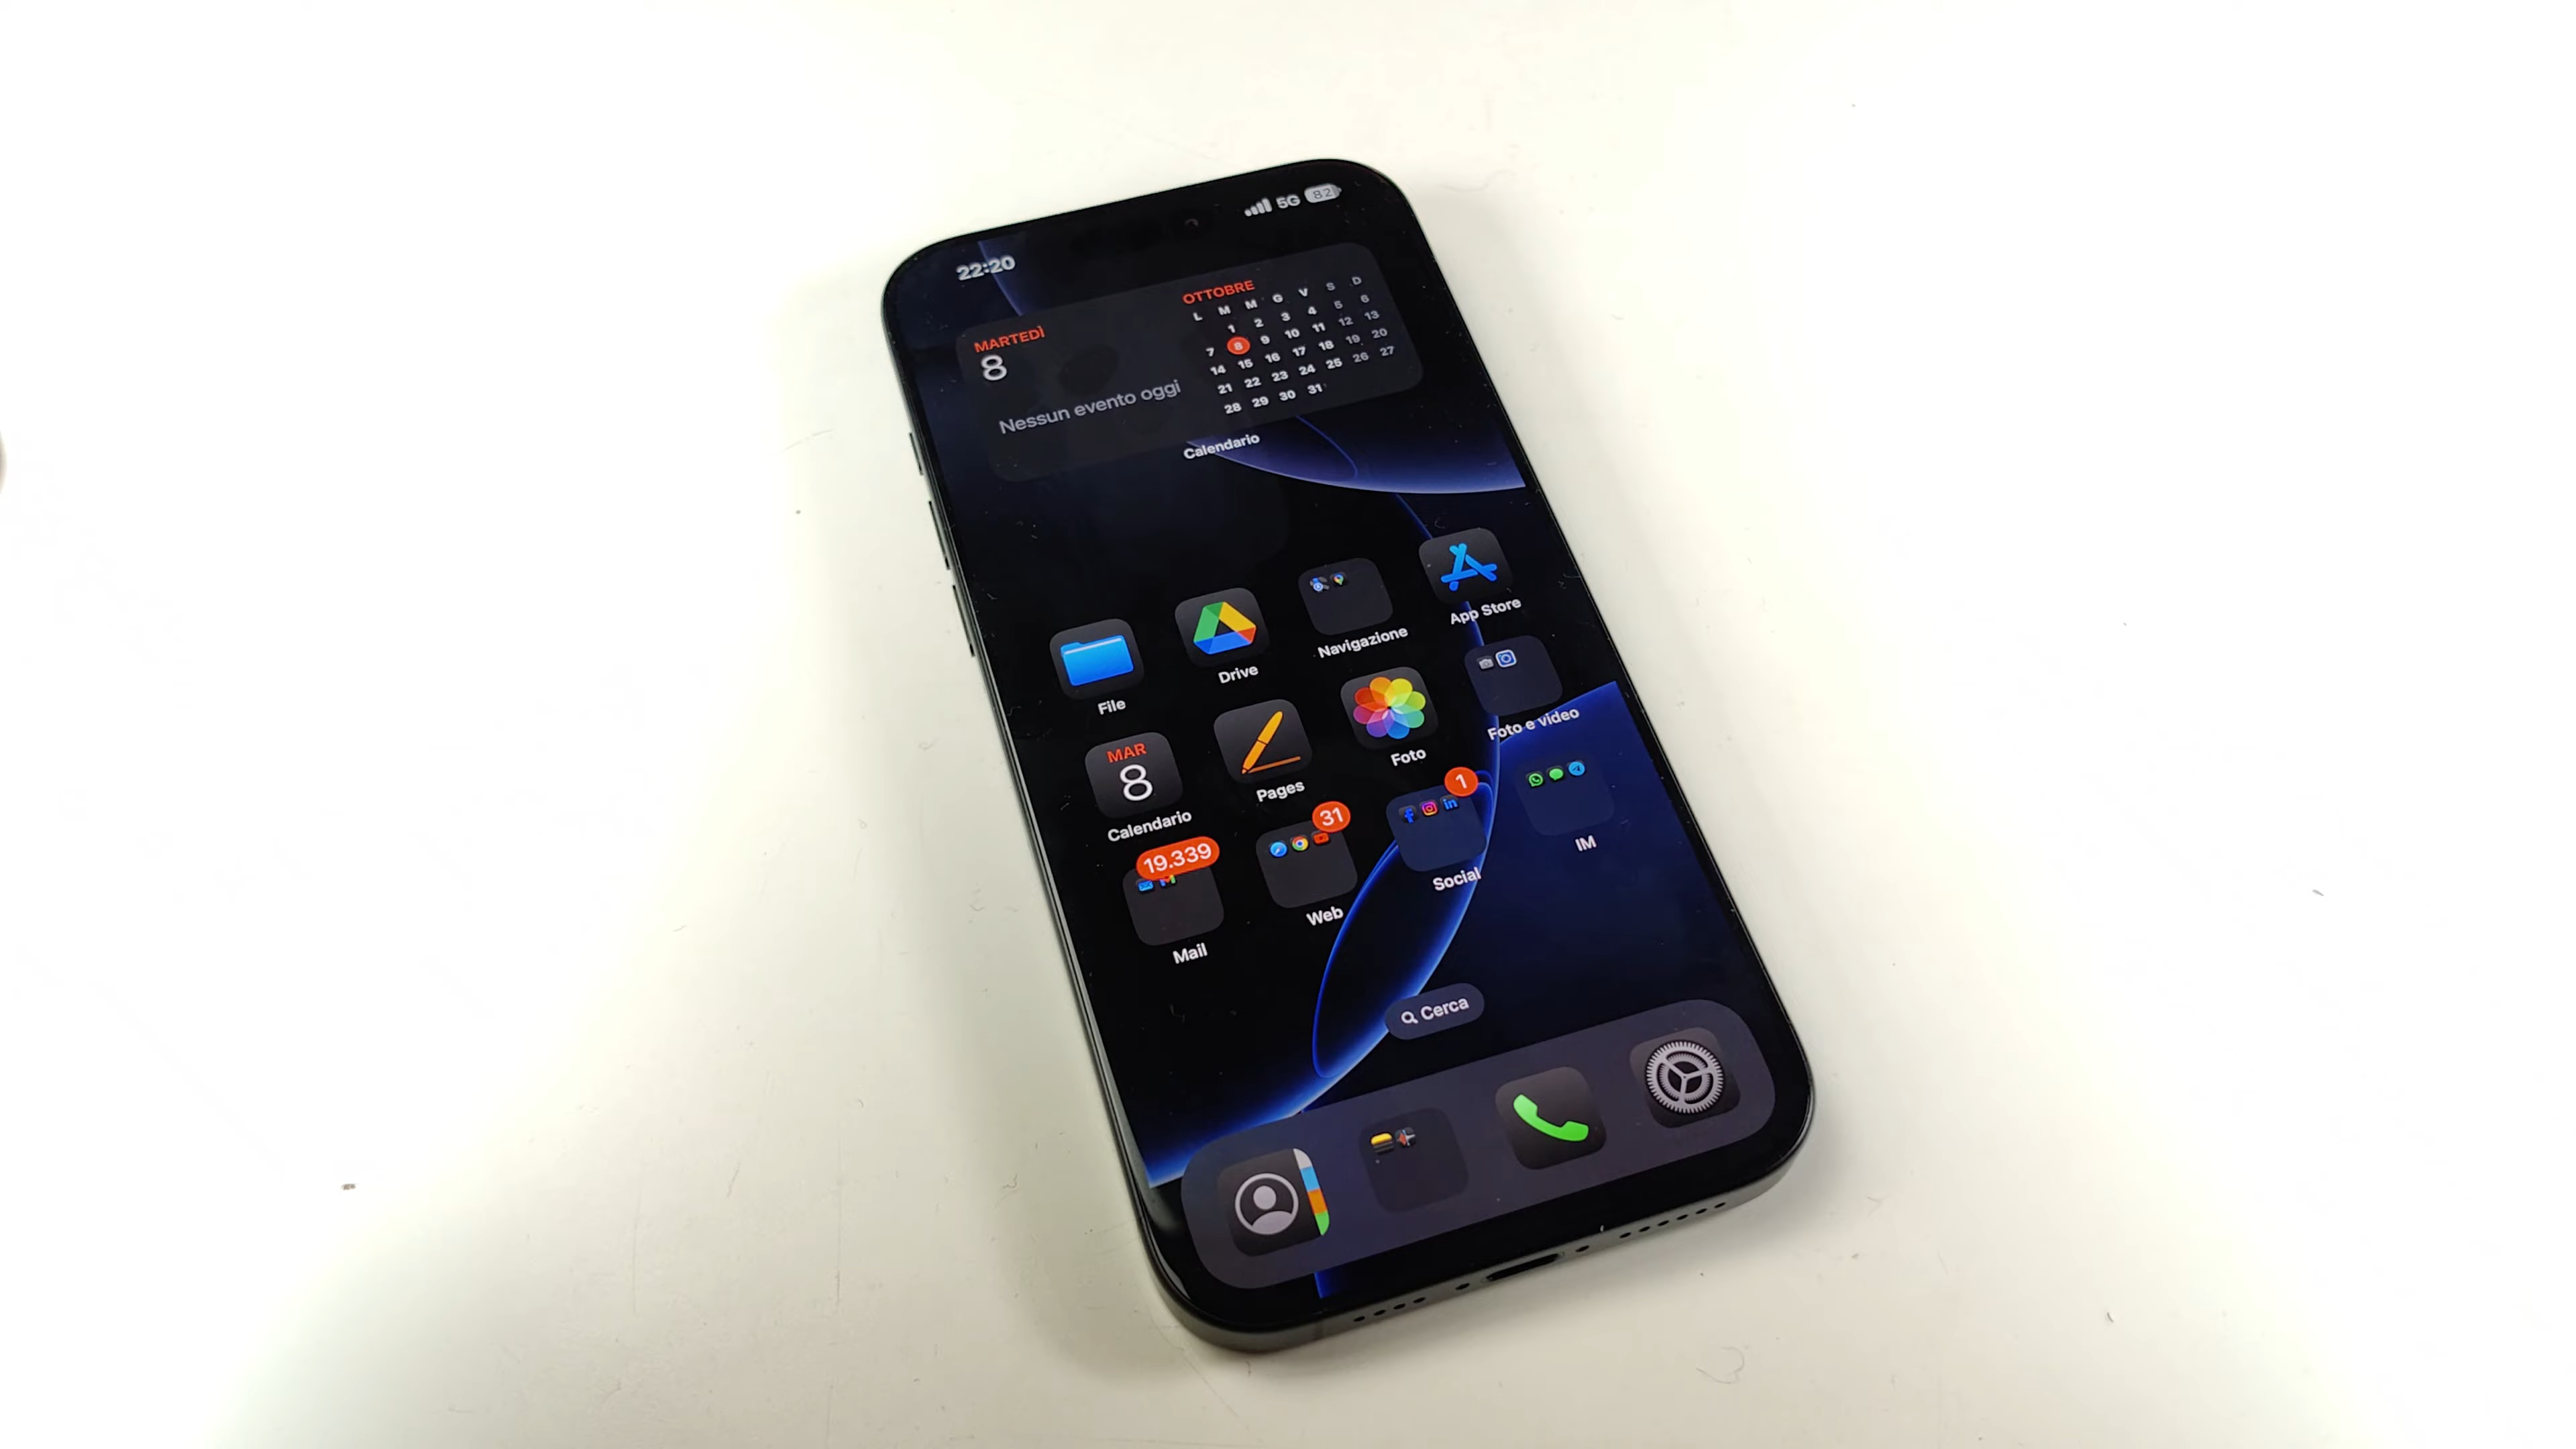 22:20
5G 82
MARTEDÌ
8
Nessun evento oggi
OTTOBRE
L M M G V S D
1 2 3 4 5 6
7 8 9 10 11 12 13
14 15 16 17 18 19 20
21 22 23 24 25 26 27
28 29 30 31
Calendario
File
Drive
Navigazione
App Store
MAR
8
Calendario
Pages
Foto
Foto e video
19.339
Mail
31
Web
1
in
Social
IM
Cerca